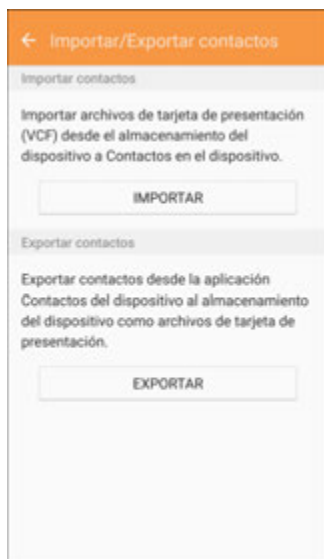 Importar/Exportar contactos
Importar contactos
Importar archivos de tarjeta de presentación
(VCF) desde el almacenamiento del
dispositivo a Contactos en el dispositivo.
IMPORTAR
Exportar contactos
Exportar contactos desde la aplicación
Contactos del dispositivo al almacenamiento
del dispositivo como archivos de tarjeta de
presentación.
EXPORTAR